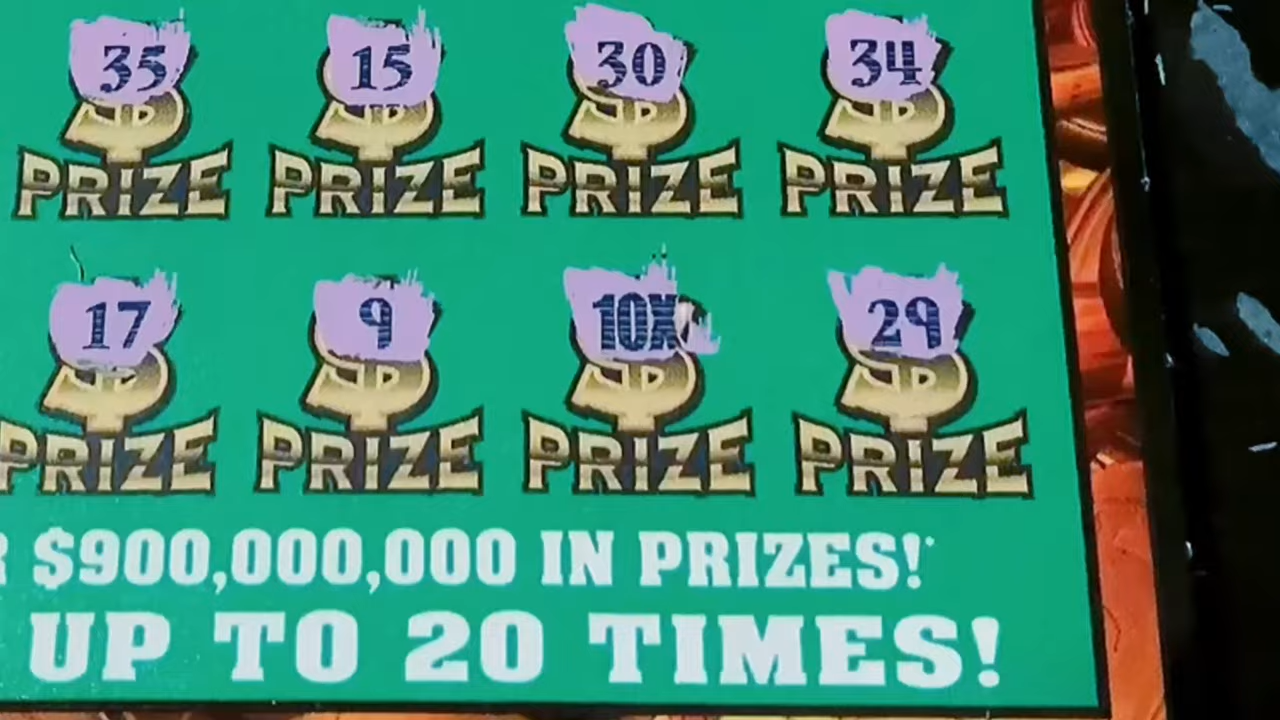 35 15 30 34
PRIZE PRIZE PRIZE PRIZE
17 9 10X 29
PRIZE PRIZE PRIZE PRIZE
$900,000,000 IN PRIZES!*
UP TO 20 TIMES!